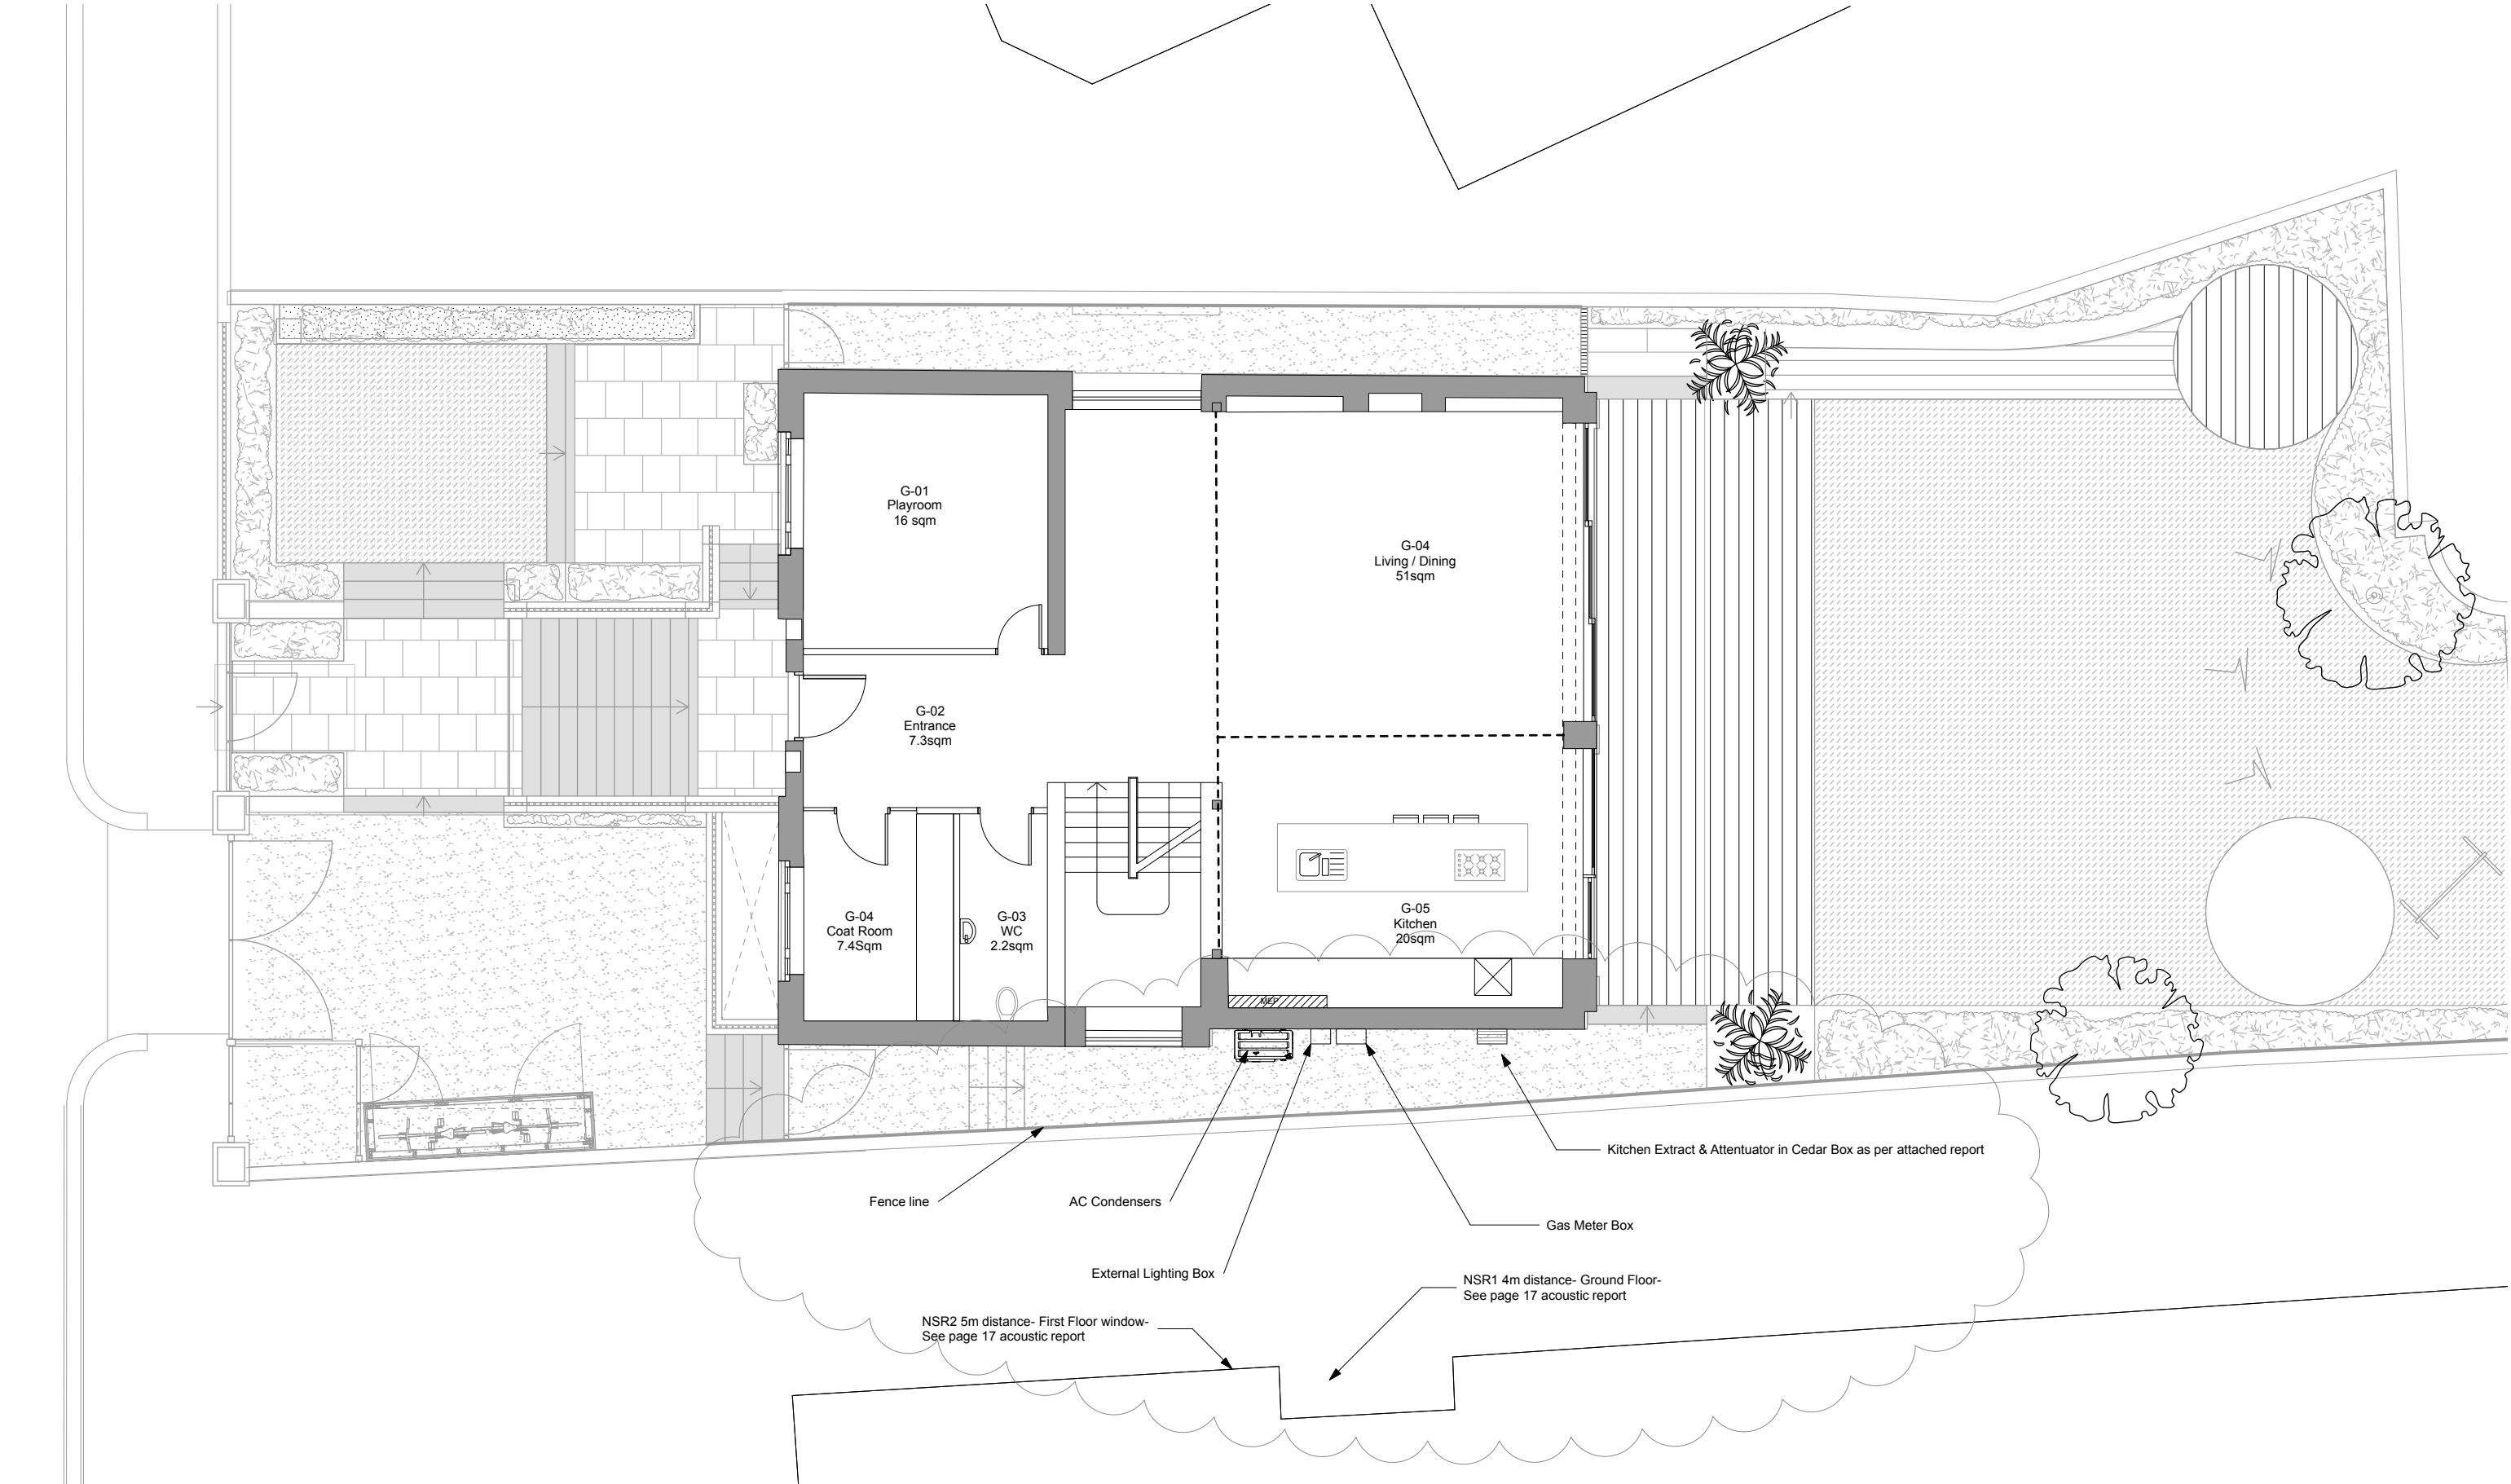 G-01
Playroom
16 sqm
G-04
Living / Dining
51sqm
G-02
Entrance
7.3sqm
G-04
Coat Room
7.4Sqm
G-03
WC
2.2sqm
G-05
Kitchen
20sqm
MEP
Kitchen Extract & Attentuator in Cedar Box as per attached report
Fence line
AC Condensers
Gas Meter Box
External Lighting Box
NSR1 4m distance- Ground Floor-
See page 17 acoustic report
NSR2 5m distance- First Floor window-
See page 17 acoustic report